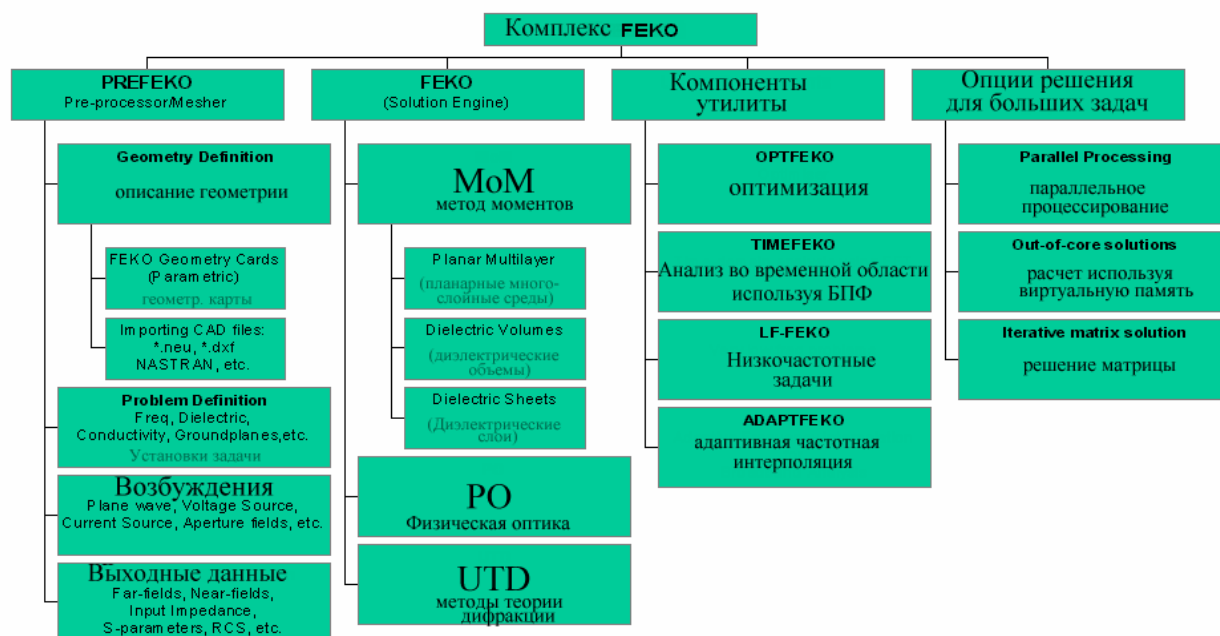 Комплекс FEKO
PREFEKO
Pre-processor/Mesher
Geometry Definition
описание геометрии
FEKO Geometry Cards
(Parametric)
геометр. карты
Importing CAD files:
*.neu, *.dxf
NASTRAN, etc.
Problem Definition
Freq, Dielectric,
Conductivity, Groundplanes,etc.
Установки задачи
Возбуждения
Plane wave, Voltage Source,
Current Source, Aperture fields, etc.
Выходные данные
Far-fields, Near-fields,
Input Impedance,
S-parameters, RCS, etc.
FEKO
(Solution Engine)
MoM
метод моментов
Planar Multilayer
(планарные много-
слойные среды)
Dielectric Volumes
(диэлектрические
объемы)
Dielectric Sheets
(Диэлектрические
слои)
PO
Физическая оптика
UTD
методы теории
дифракции
Компоненты
утилиты
OPTFEKO
оптимизация
TIMEFEKO
Анализ во временной области
используя БПФ
LF-FEKO
Низкочастотные
задачи
ADAPTFEKO
адаптивная частотная
интерполяция
Опции решения
для больших задач
Parallel Processing
параллельное
процессирование
Out-of-core solutions
расчет используя
виртуальную память
Iterative matrix solution
решение матрицы